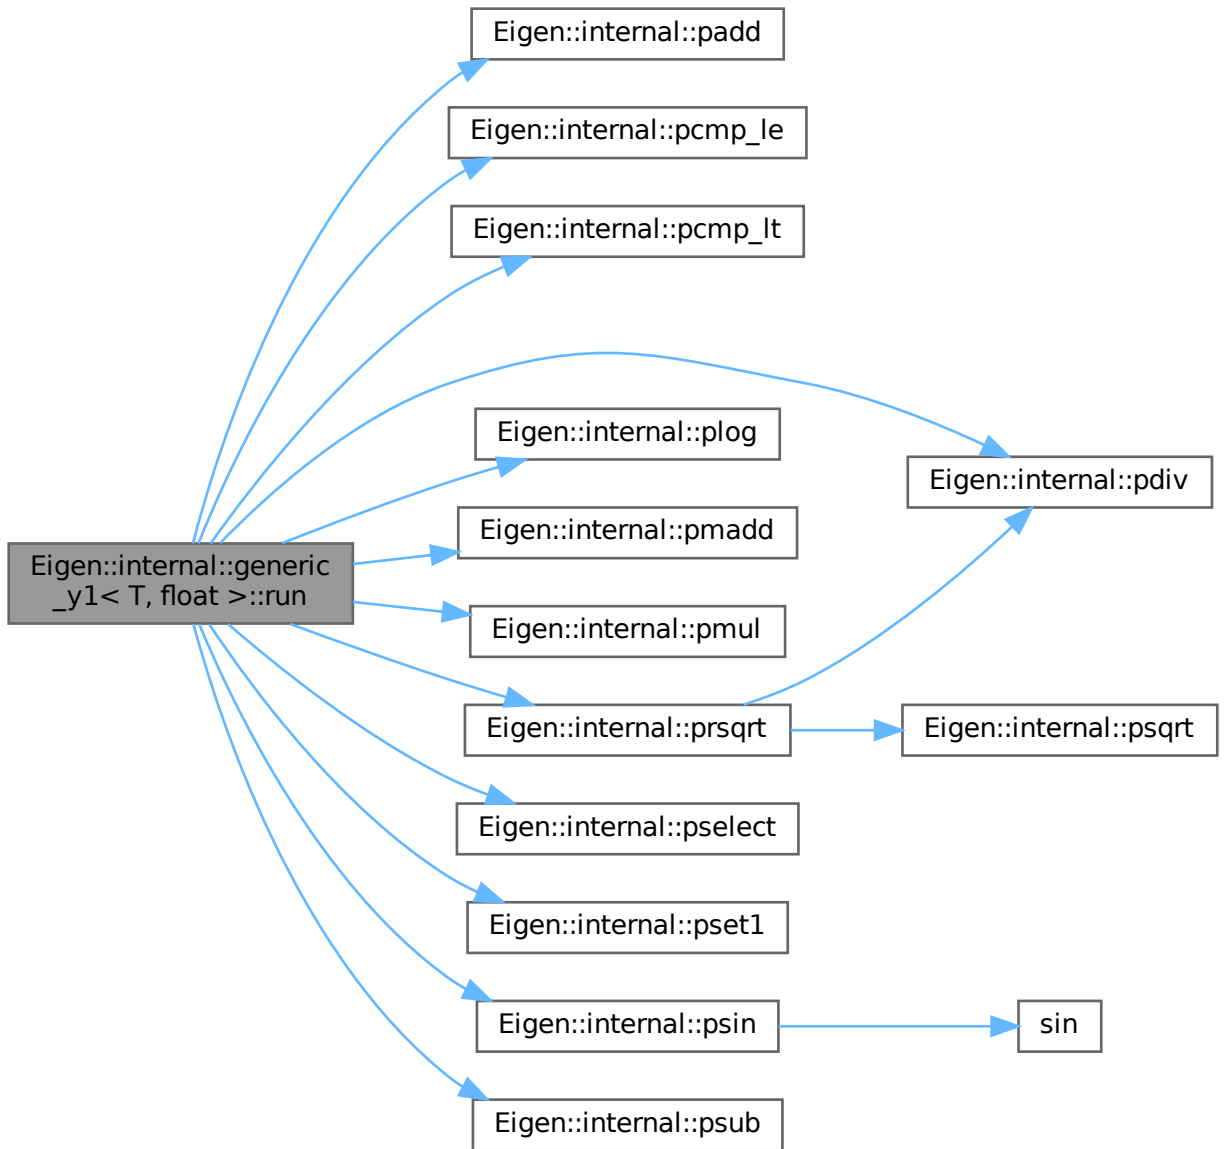 Eigen::internal::padd
Eigen::internal::pcmp_le
Eigen::internal::pcmp_lt
Eigen::internal::plog
Eigen::internal::pdiv
Eigen::internal::pmadd
Eigen::internal::generic
_y1< T, float >::run
Eigen::internal::pmul
Eigen::internal::prsqrt
Eigen::internal::psqrt
Eigen::internal::pselect
Eigen::internal::pset1
Eigen::internal::psin
sin
Eigen::internal::psub